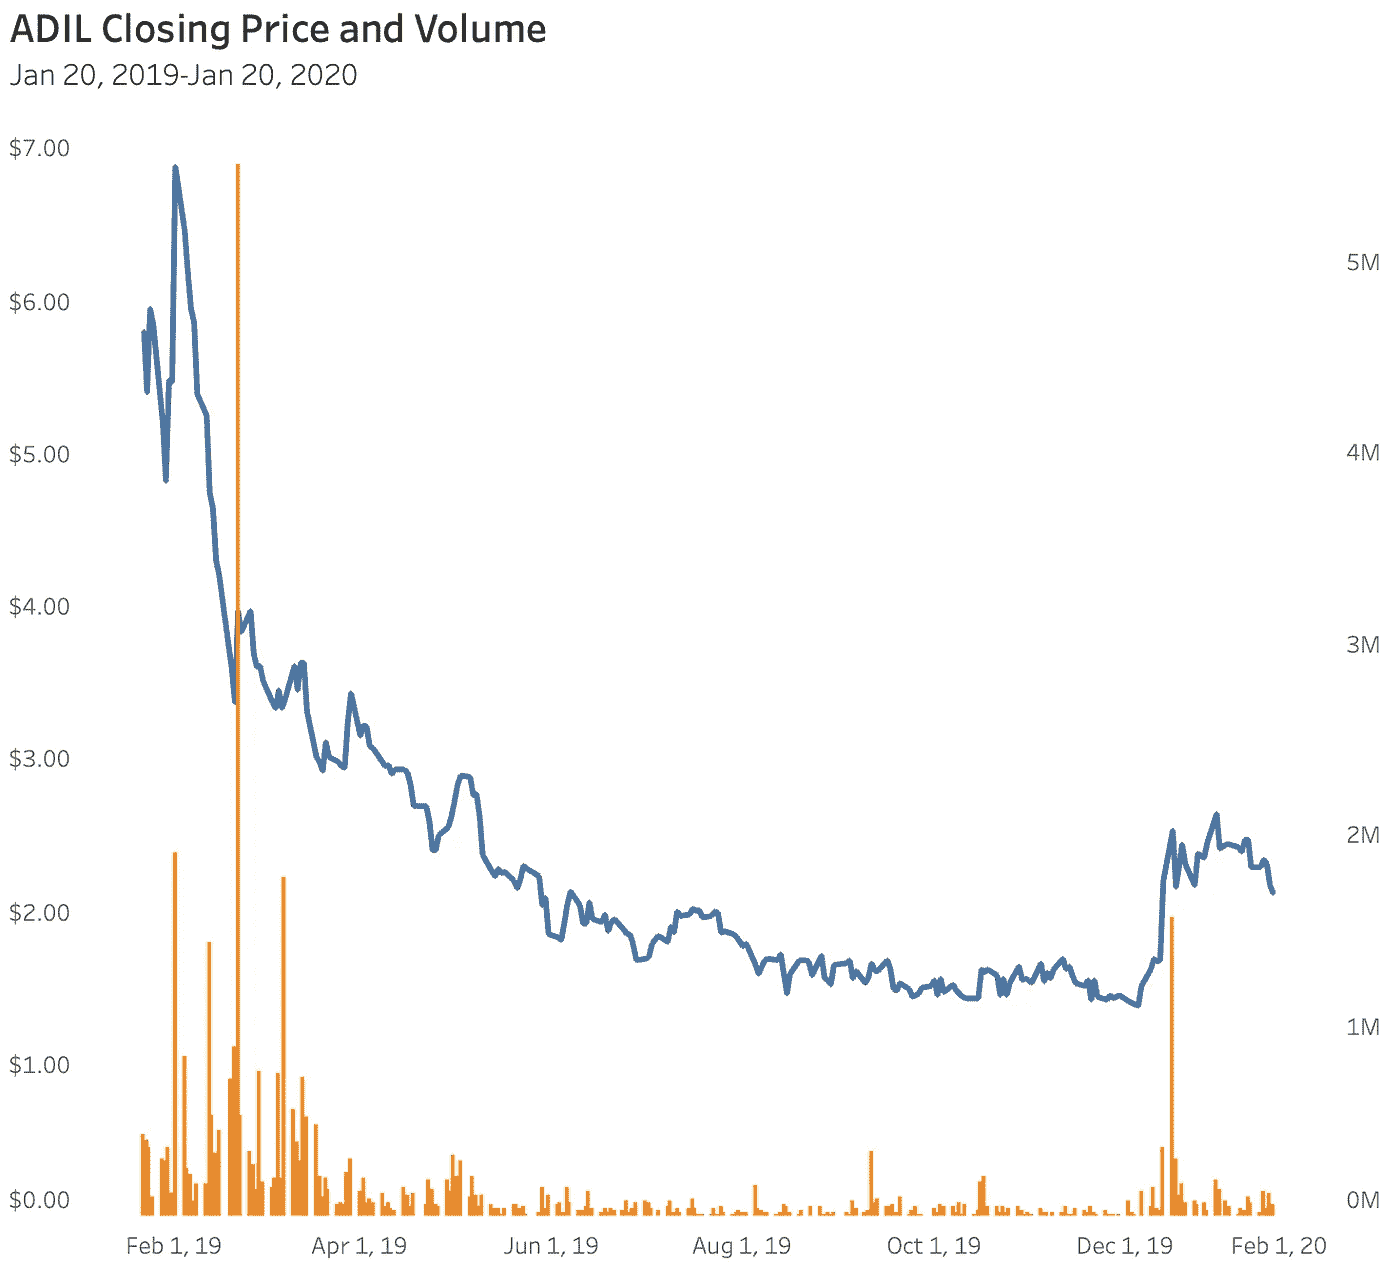 ADIL Closing Price and Volume
Jan 20, 2019-Jan 20, 2020
$7.00
5M
$6.00
$5.00
4M
$4.00
3M
$3.00
2M
$2.00
1M
$1.00
$0.00
0M
Feb 1, 19
Apr 1, 19
Jun 1, 19
Aug 1, 19
Oct 1, 19
Dec 1, 19
Feb 1, 20